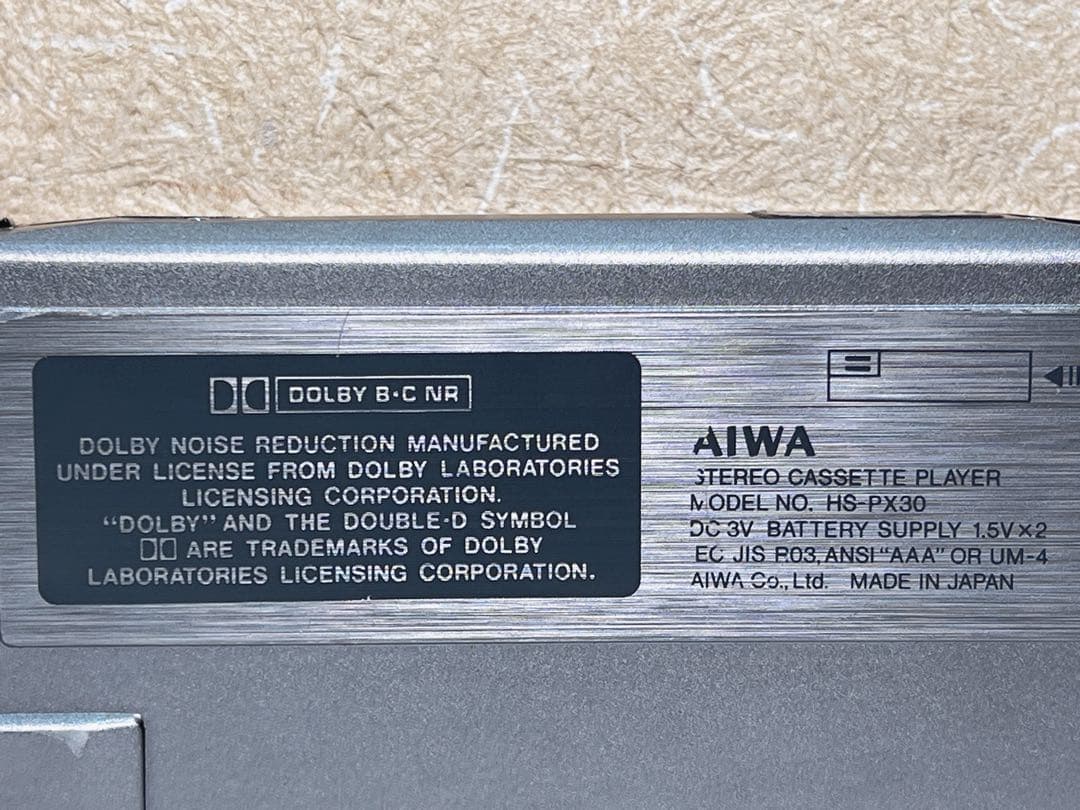 DOLBY B·C NR
DOLBY NOISE REDUCTION MANUFACTURED
UNDER LICENSE FROM DOLBY LABORATORIES
LICENSING CORPORATION.
“DOLBY” AND THE DOUBLE-D SYMBOL
ARE TRADEMARKS OF DOLBY
LABORATORIES LICENSING CORPORATION.
AIWA
STEREO CASSETTE PLAYER
MODEL NO. HS-PX30
DC 3V BATTERY SUPPLY 1.5V×2
EC JIS R03, ANSI “AAA” OR UM-4
AIWA Co., Ltd. MADE IN JAPAN